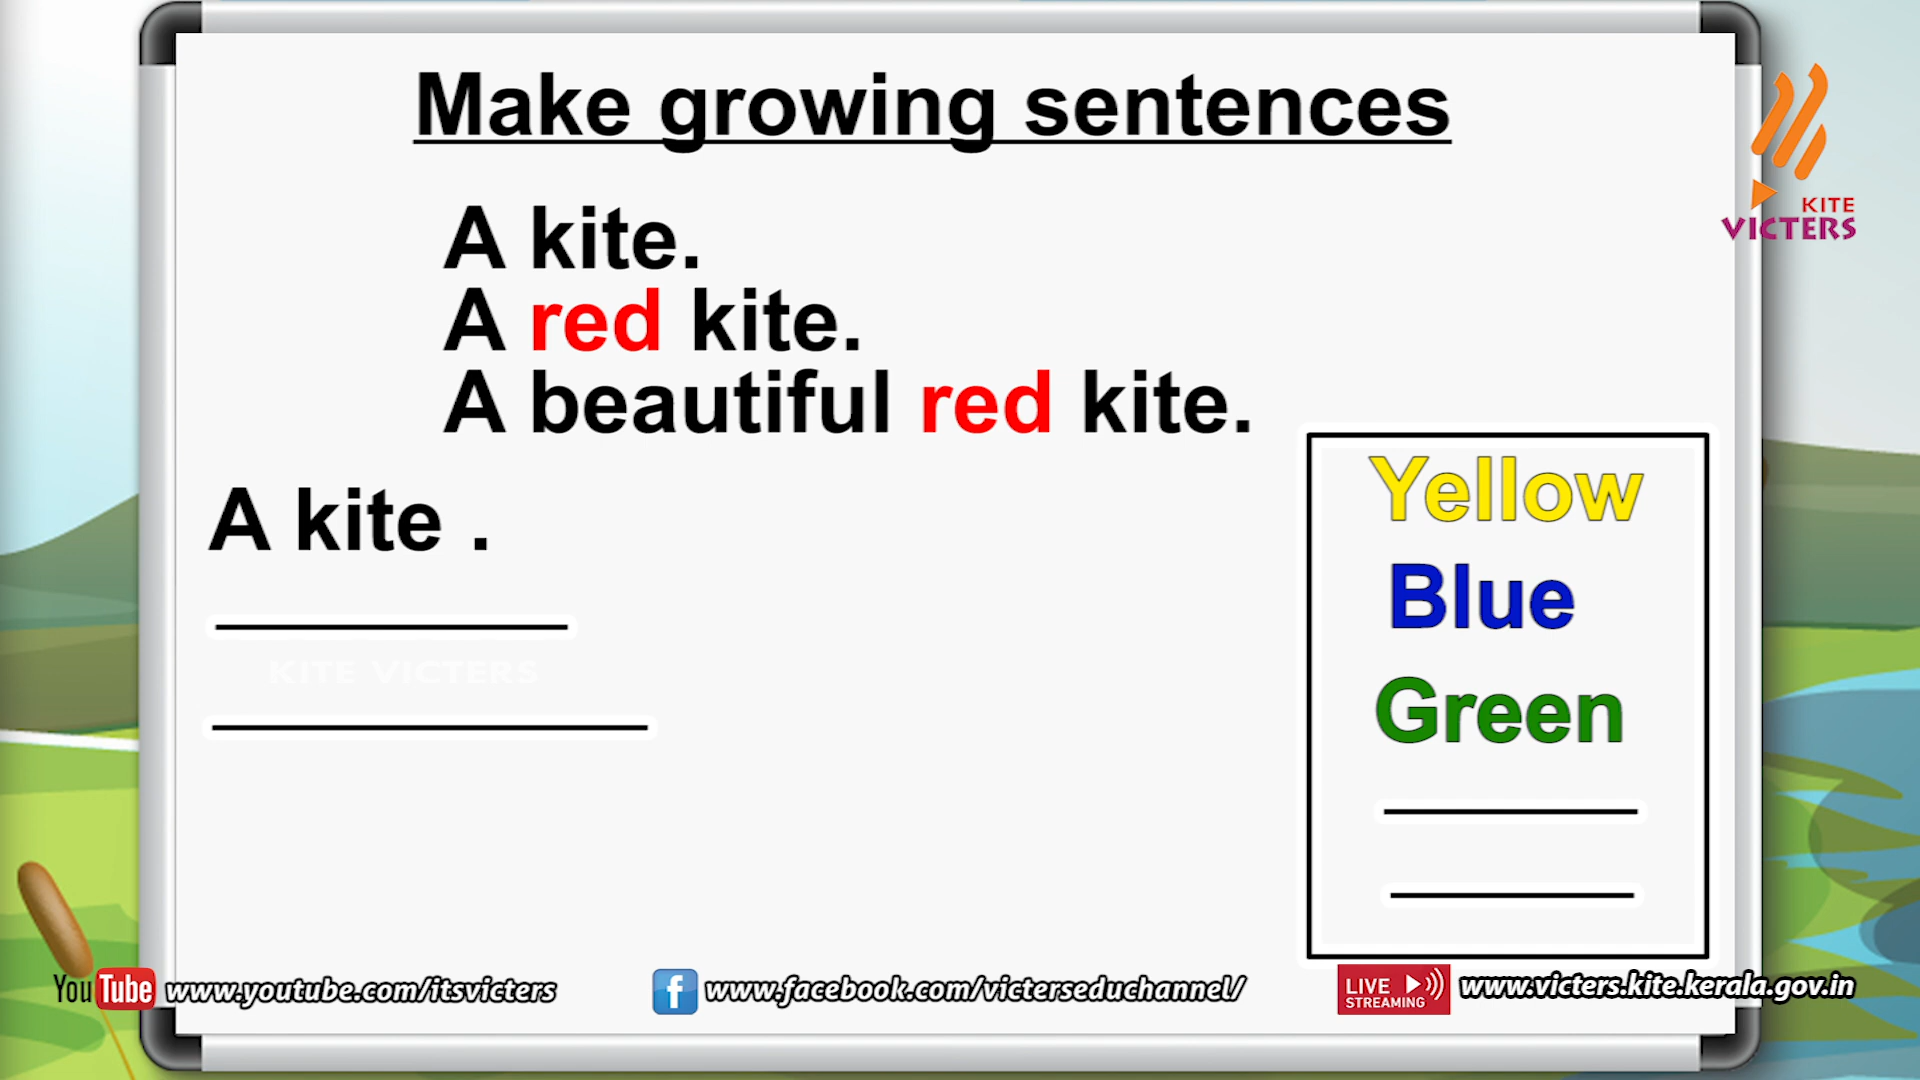 Make growing sentences
KITE
VICTERS
A kite.
A red kite.
A beautiful red kite.
A kite .
KITE VICTERS
Yellow
Blue
Green
YouTube www.youtube.com/itsvicters
f www.facebook.com/victerseduchannel/
LIVE STREAMING www.victers.kite.kerala.gov.in